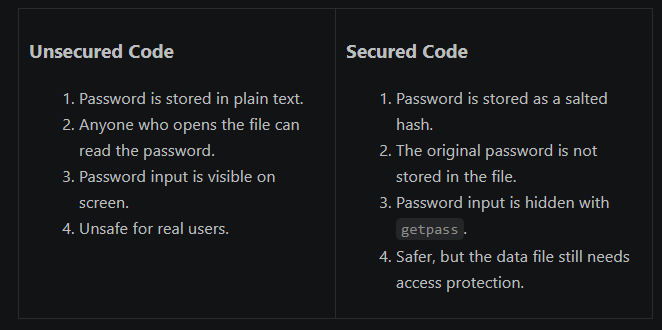 Unsecured Code
1. Password is stored in plain text.
2. Anyone who opens the file can
read the password.
3. Password input is visible on
screen.
4. Unsafe for real users.
Secured Code
1. Password is stored as a salted
hash.
2. The original password is not
stored in the file.
3. Password input is hidden with
getpass.
4. Safer, but the data file still needs
access protection.